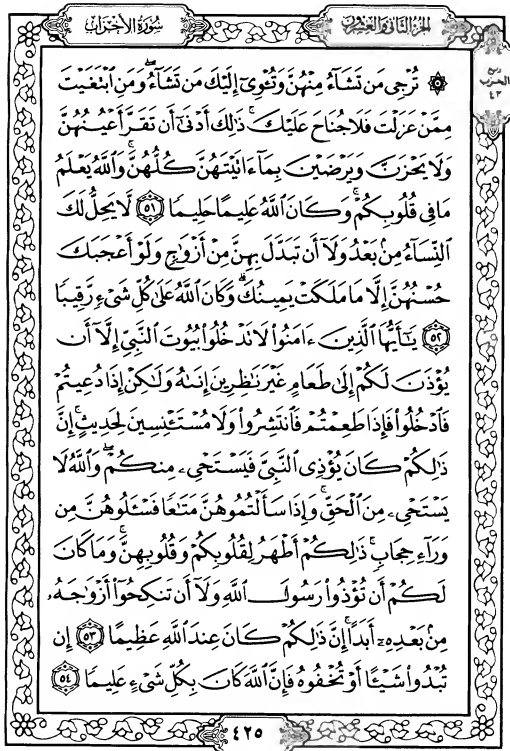 الجزء الثاني والعشرون
سورة الأحزاب
ربع
الحزب
٤٣
۞ تُرْجِى مَن تَشَآءُ مِنْهُنَّ وَتُـْٔوِىٓ إِلَيْكَ مَن تَشَآءُ ۖ وَمَنِ ٱبْتَغَيْتَ
مِمَّنْ عَزَلْتَ فَلَا جُنَاحَ عَلَيْكَ ۚ ذَٰلِكَ أَدْنَىٰٓ أَن تَقَرَّ أَعْيُنُهُنَّ
وَلَا يَحْزَنَّ وَيَرْضَيْنَ بِمَآ ءَاتَيْتَهُنَّ كُلُّهُنَّ ۚ وَٱللَّهُ يَعْلَمُ
مَا فِى قُلُوبِكُمْ ۚ وَكَانَ ٱللَّهُ عَلِيمًا حَلِيمًا ٥١ لَّا يَحِلُّ لَكَ
ٱلنِّسَآءُ مِنۢ بَعْدُ وَلَآ أَن تَبَدَّلَ بِهِنَّ مِنْ أَزْوَٰجٍ وَلَوْ أَعْجَبَكَ
حُسْنُهُنَّ إِلَّا مَا مَلَكَتْ يَمِينُكَ ۗ وَكَانَ ٱللَّهُ عَلَىٰ كُلِّ شَىْءٍ رَّقِيبًا
٥٢ يَـٰٓأَيُّهَا ٱلَّذِينَ ءَامَنُوا۟ لَا تَدْخُلُوا۟ بُيُوتَ ٱلنَّبِىِّ إِلَّآ أَن
يُؤْذَنَ لَكُمْ إِلَىٰ طَعَامٍ غَيْرَ نَـٰظِرِينَ إِنَىٰهُ وَلَـٰكِنْ إِذَا دُعِيتُمْ
فَٱدْخُلُوا۟ فَإِذَا طَعِمْتُمْ فَٱنتَشِرُوا۟ وَلَا مُسْتَـْٔنِسِينَ لِحَدِيثٍ ۚ إِنَّ
ذَٰلِكُمْ كَانَ يُؤْذِى ٱلنَّبِىَّ فَيَسْتَحْىِۦ مِنكُمْ ۖ وَٱللَّهُ لَا
يَسْتَحْىِۦ مِنَ ٱلْحَقِّ ۚ وَإِذَا سَأَلْتُمُوهُنَّ مَتَـٰعًا فَسْـَٔلُوهُنَّ مِن
وَرَآءِ حِجَابٍ ۚ ذَٰلِكُمْ أَطْهَرُ لِقُلُوبِكُمْ وَقُلُوبِهِنَّ ۚ وَمَا كَانَ
لَكُمْ أَن تُؤْذُوا۟ رَسُولَ ٱللَّهِ وَلَآ أَن تَنكِحُوٓا۟ أَزْوَٰجَهُۥ
مِنۢ بَعْدِهِۦٓ أَبَدًا ۚ إِنَّ ذَٰلِكُمْ كَانَ عِندَ ٱللَّهِ عَظِيمًا ٥٣ إِن
تُبْدُوا۟ شَيْـًٔا أَوْ تُخْفُوهُ فَإِنَّ ٱللَّهَ كَانَ بِكُلِّ شَىْءٍ عَلِيمًا ٥٤
٤٢٥